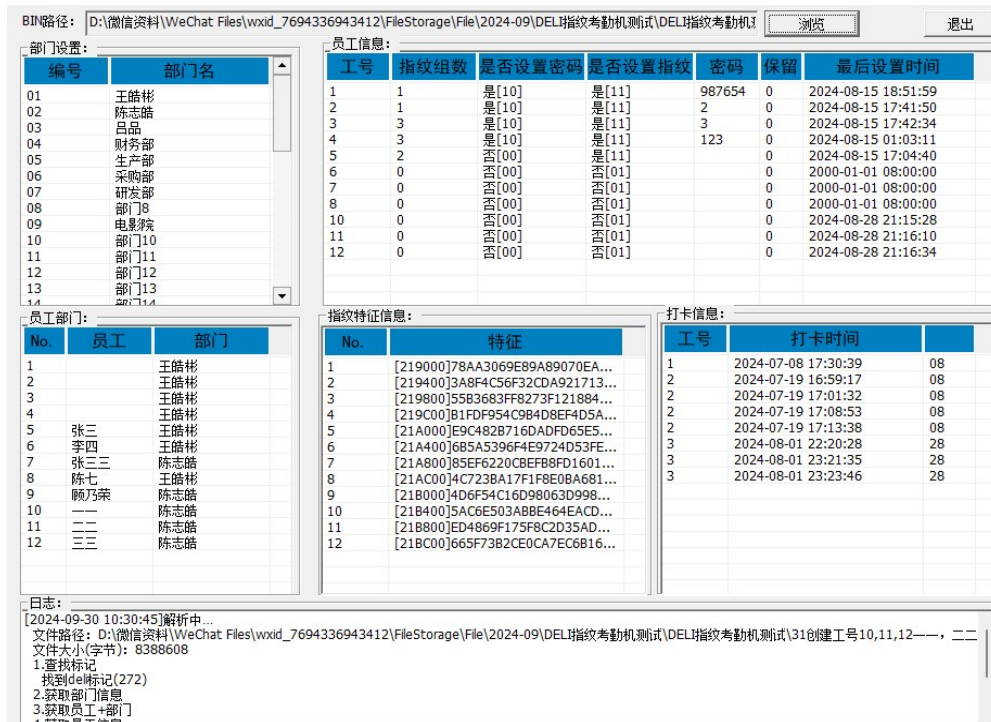 BIN路径： D:\微信资料\WeChat Files\wxid_7694336943412\FileStorage\File\2024-09\DELI指纹考勤机测试\DELI指纹考勤机 浏览 退出
部门设置：
编号 部门名
01 王皓彬
02 陈志皓
03 吕品
04 财务部
05 生产部
06 采购部
07 研发部
08 部门8
09 电影院
10 部门10
11 部门11
12 部门12
13 部门13
14 部门14
员工信息：
工号 指纹组数 是否设置密码 是否设置指纹 密码 保留 最后设置时间
1 1 是[10] 是[11] 987654 0 2024-08-15 18:51:59
2 1 是[10] 是[11] 2 0 2024-08-15 17:41:50
3 3 是[10] 是[11] 3 0 2024-08-15 17:42:34
4 3 是[10] 是[11] 123 0 2024-08-15 01:03:11
5 2 否[00] 是[11] 0 2024-08-15 17:04:40
6 0 否[00] 否[01] 0 2000-01-01 08:00:00
7 0 否[00] 否[01] 0 2000-01-01 08:00:00
8 0 否[00] 否[01] 0 2000-01-01 08:00:00
10 0 否[00] 否[01] 0 2024-08-28 21:15:28
11 0 否[00] 否[01] 0 2024-08-28 21:16:10
12 0 否[00] 否[01] 0 2024-08-28 21:16:34
员工部门：
No. 员工 部门
1 王皓彬
2 王皓彬
3 王皓彬
4 王皓彬
5 张三 王皓彬
6 李四 王皓彬
7 张三三 陈志皓
8 陈七 王皓彬
9 顾乃荣 陈志皓
10 一一 陈志皓
11 二二 陈志皓
12 三三 陈志皓
指纹特征信息：
No. 特征
1 [219000]78AA3069E89A89070EA...
2 [219400]3A8F4C56F32CDA921713...
3 [219800]55B3683FF8273F121884...
4 [219C00]B1FDF954C9B4D8EF4D5A...
5 [21A000]E9C482B716DADFD65E5...
6 [21A400]6B5A5396F4E9724D53FE...
7 [21A800]85EF6220CBEFB8FD1601...
8 [21AC00]4C723BA17F1F8E0BA681...
9 [21B000]4D6F54C16D98063D998...
10 [21B400]5AC6E503ABBE464EACD...
11 [21B800]ED4869F175F8C2D35AD...
12 [21BC00]665F73B2CE0CA7EC6B16...
打卡信息：
工号 打卡时间
1 2024-07-08 17:30:39 08
2 2024-07-19 16:59:17 08
2 2024-07-19 17:01:32 08
2 2024-07-19 17:08:53 08
2 2024-07-19 17:13:38 08
3 2024-08-01 22:20:28 28
3 2024-08-01 23:21:35 28
3 2024-08-01 23:23:46 28
日志：
[2024-09-30 10:30:45]解析中...
文件路径：D:\微信资料\WeChat Files\wxid_7694336943412\FileStorage\File\2024-09\DELI指纹考勤机测试\DELI指纹考勤机测试\31创建工号10,11,12一一，二二
文件大小(字节)：8388608
1.查找标记
找到deli标记(272)
2.获取部门信息
3.获取员工+部门
4.获取员工信息